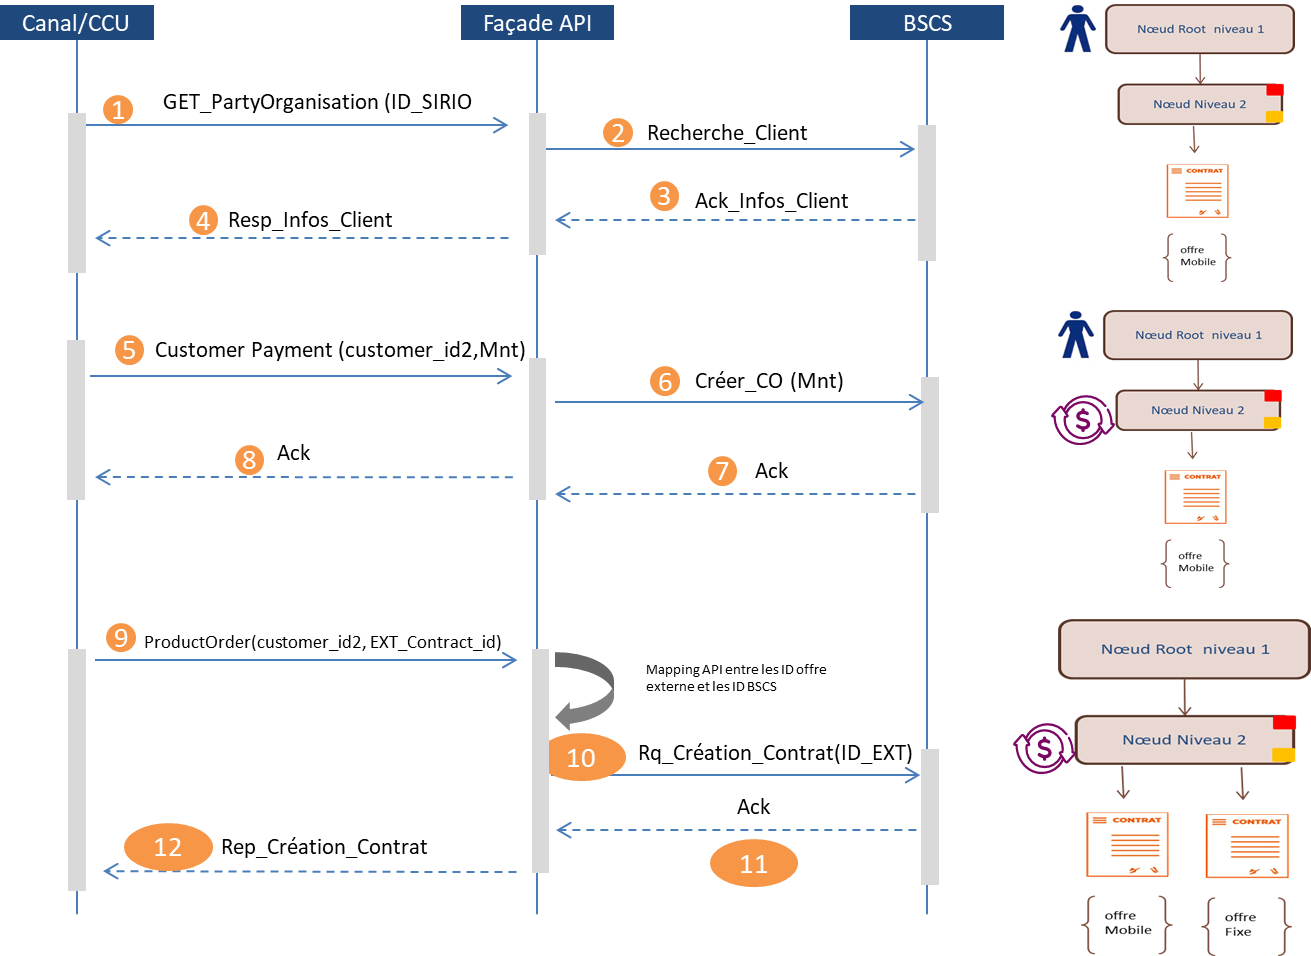 Canal/CCU
Façade API
BSCS
1
GET_PartyOrganisation (ID_SIRIO
2
Recherche_Client
3
Ack_Infos_Client
4
Resp_Infos_Client
5
Customer Payment (customer_id2,Mnt)
6
Créer_CO (Mnt)
7
Ack
8
Ack
9
ProductOrder(customer_id2, EXT_Contract_id)
Mapping API entre les ID offre
externe et les ID BSCS
10
Rq_Création_Contrat(ID_EXT)
Ack
11
12
Rep_Création_Contrat
Nœud Root niveau 1
Nœud Niveau 2
CONTRAT
offre
Mobile
Nœud Root niveau 1
$
Nœud Niveau 2
CONTRAT
offre
Mobile
Nœud Root niveau 1
$
Nœud Niveau 2
CONTRAT
CONTRAT
offre
Mobile
offre
Fixe